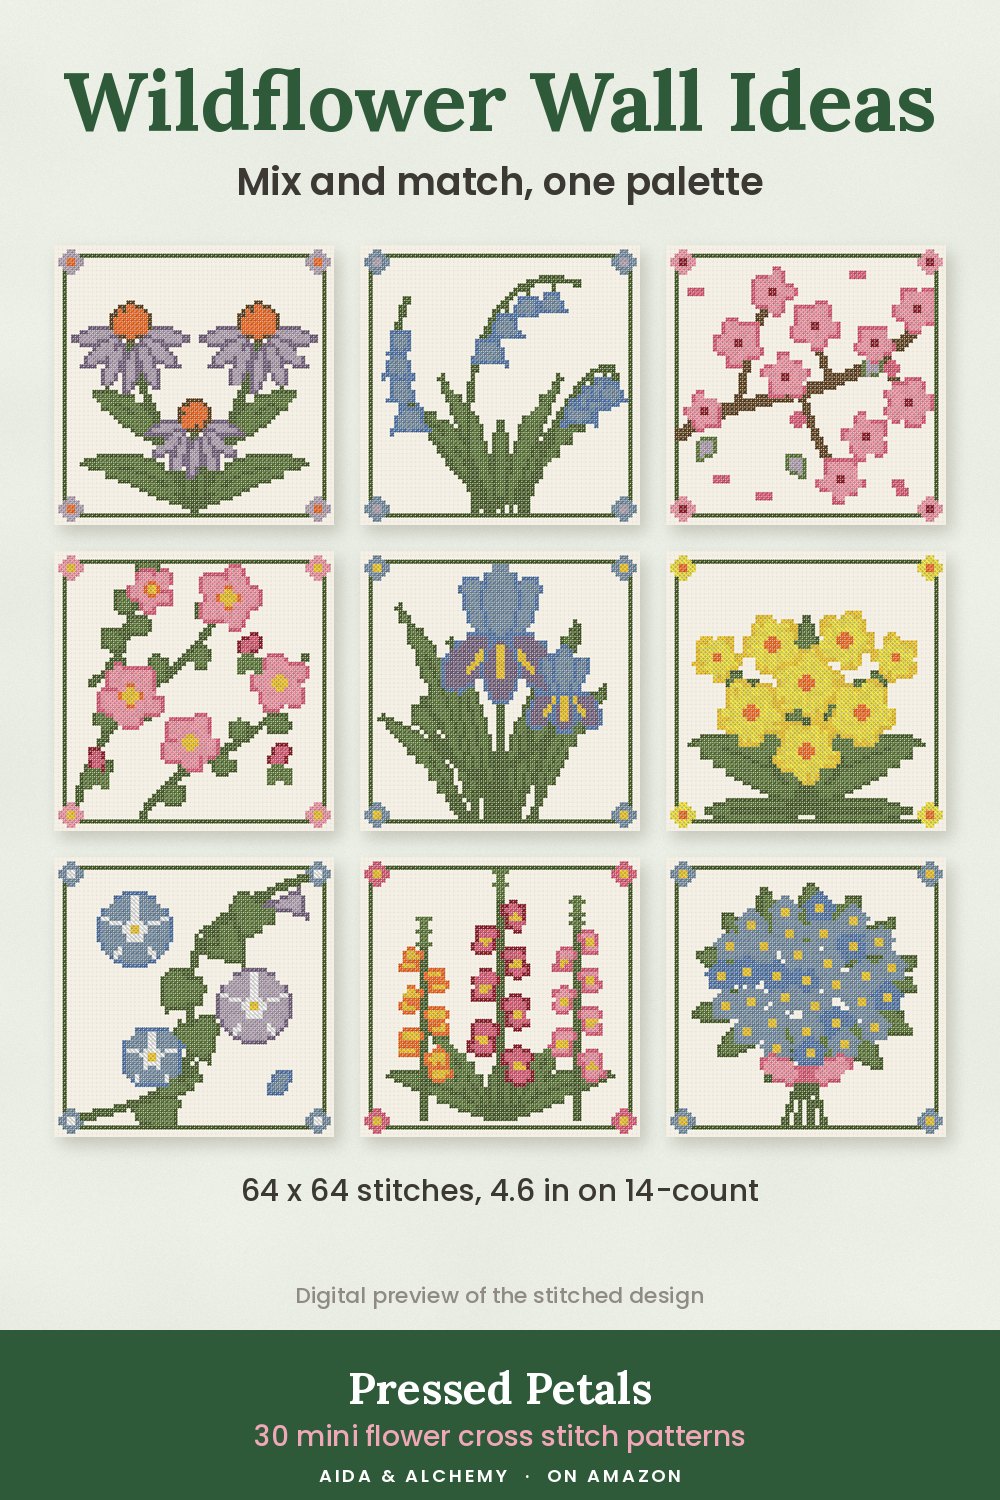 Wildflower Wall Ideas
Mix and match, one palette
64 x 64 stitches, 4.6 in on 14-count
Digital preview of the stitched design
Pressed Petals
30 mini flower cross stitch patterns
AIDA & ALCHEMY · ON AMAZON